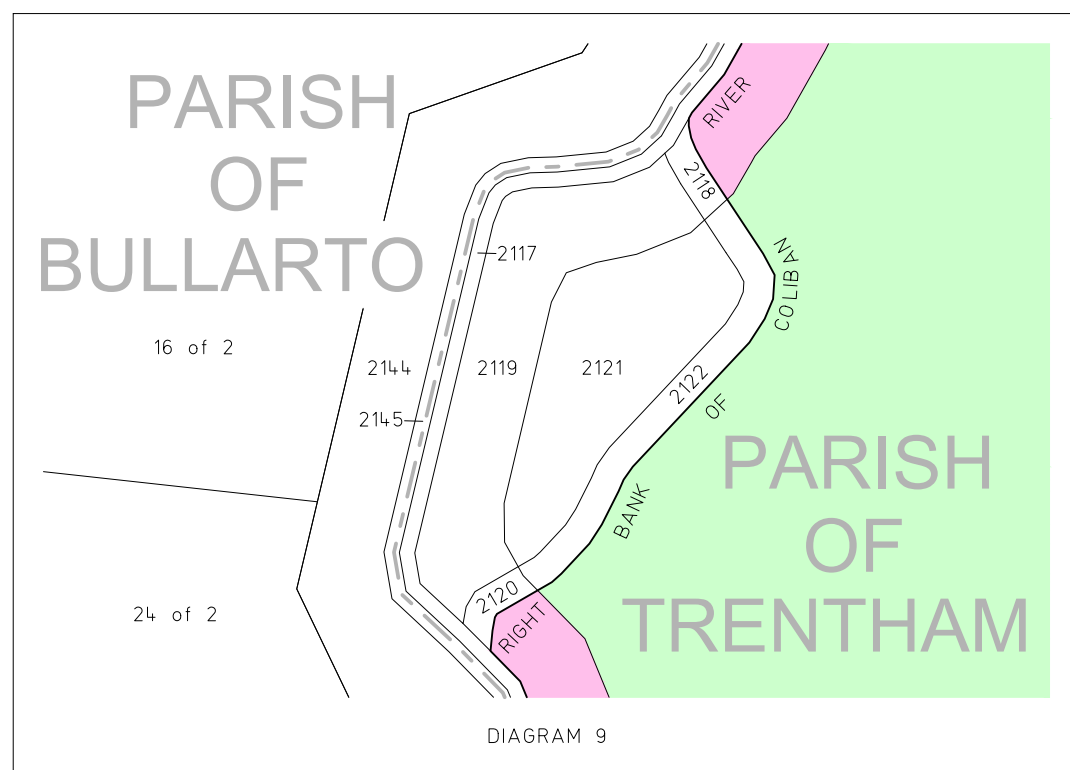 PARISH
OF
BULLARTO
RIVER
2118
2117
COLIBAN
16 of 2
2144
2119
2121
2122
2145
OF
PARISH
OF
TRENTHAM
BANK
2120
24 of 2
RIGHT
DIAGRAM 9